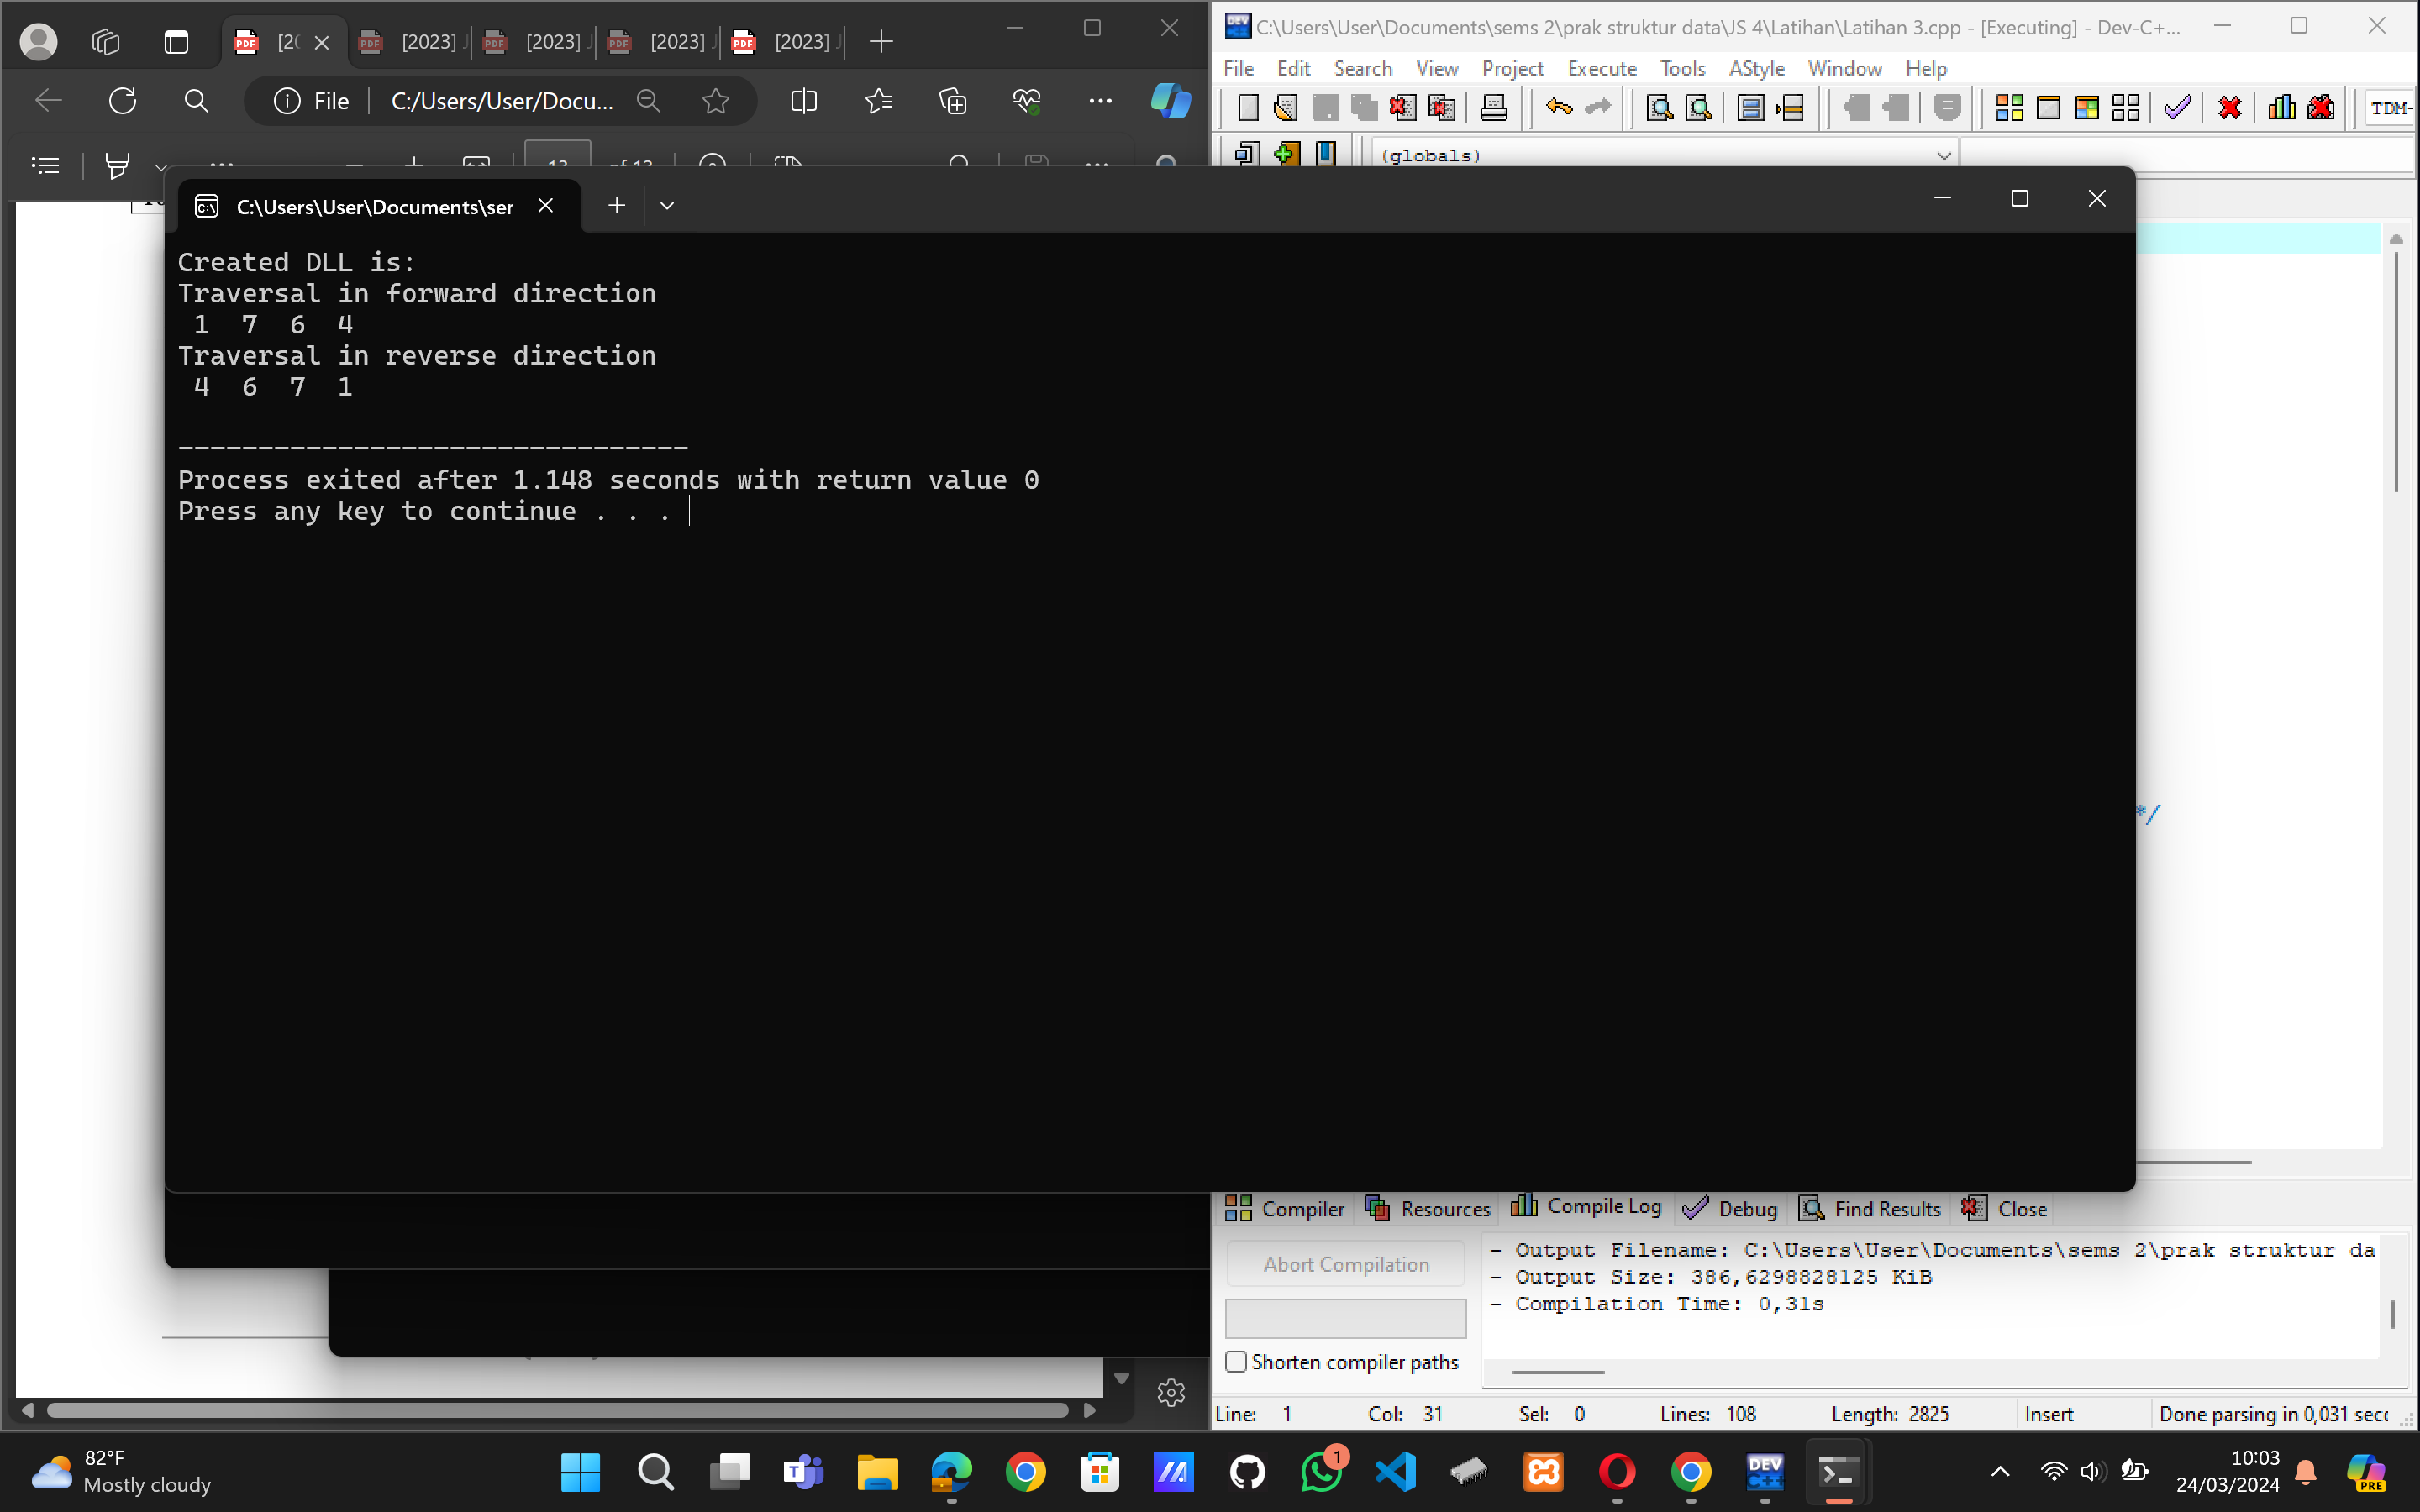 [20
[2023] J
[2023] J
[2023] J
[2023] J
File
C:/Users/User/Docu...
C:\Users\User\Documents\sems 2\prak struktur data\JS 4\Latihan\Latihan 3.cpp - [Executing] - Dev-C+...
File Edit Search View Project Execute Tools AStyle Window Help
TDM-
(globals)
C:\Users\User\Documents\ser
Created DLL is:
Traversal in forward direction
1 7 6 4
Traversal in reverse direction
4 6 7 1
--------------------------------
Process exited after 1.148 seconds with return value 0
Press any key to continue . . .
*/
Compiler Resources Compile Log Debug Find Results Close
Abort Compilation
Shorten compiler paths
- Output Filename: C:\Users\User\Documents\sems 2\prak struktur da
- Output Size: 386,6298828125 KiB
- Compilation Time: 0,31s
Line: 1 Col: 31 Sel: 0 Lines: 108 Length: 2825 Insert Done parsing in 0,031 sec
82°F
Mostly cloudy
1
DEV
C++
10:03
24/03/2024
PRE